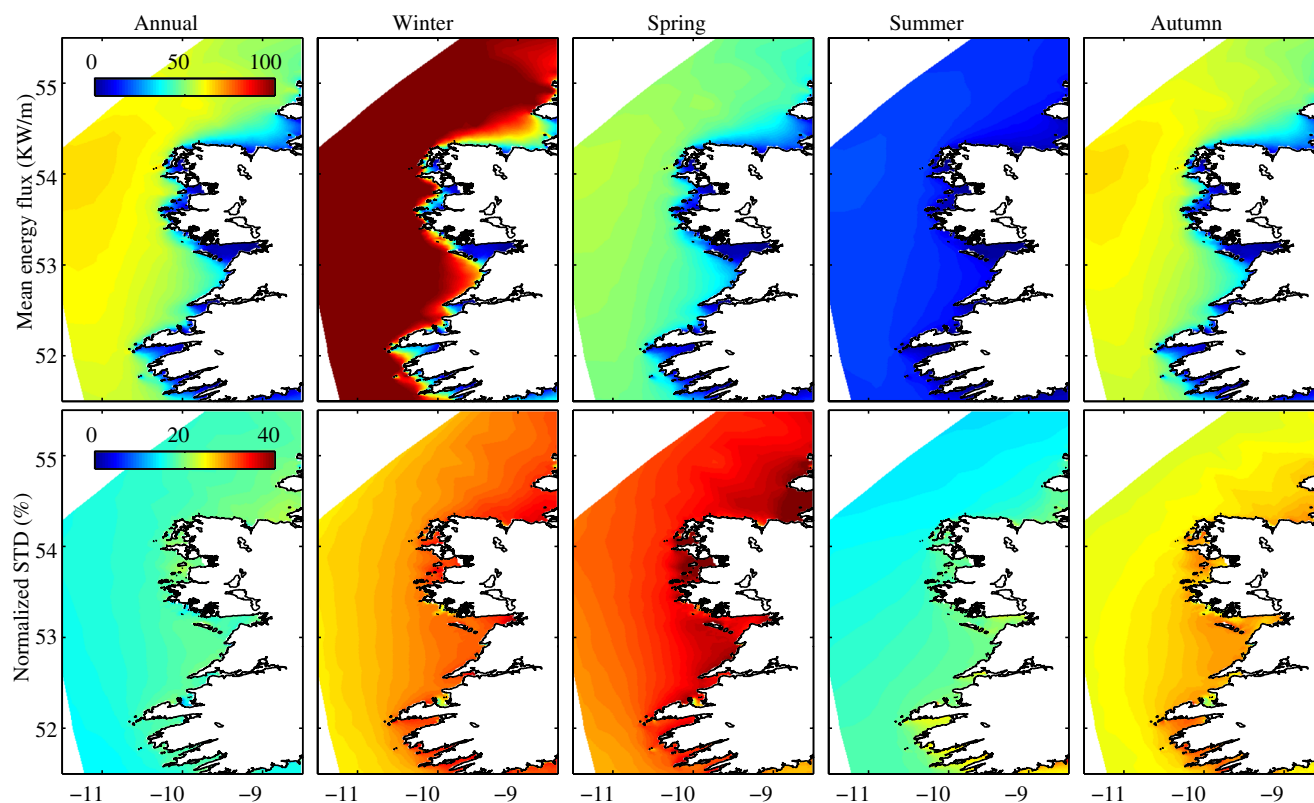 Annual Winter Spring Summer Autumn
0 50 100
Mean energy flux (KW/m)
55
54
53
52
0 20 40
Normalized STD (%)
55
54
53
52
−11 −10 −9 −11 −10 −9 −11 −10 −9 −11 −10 −9 −11 −10 −9